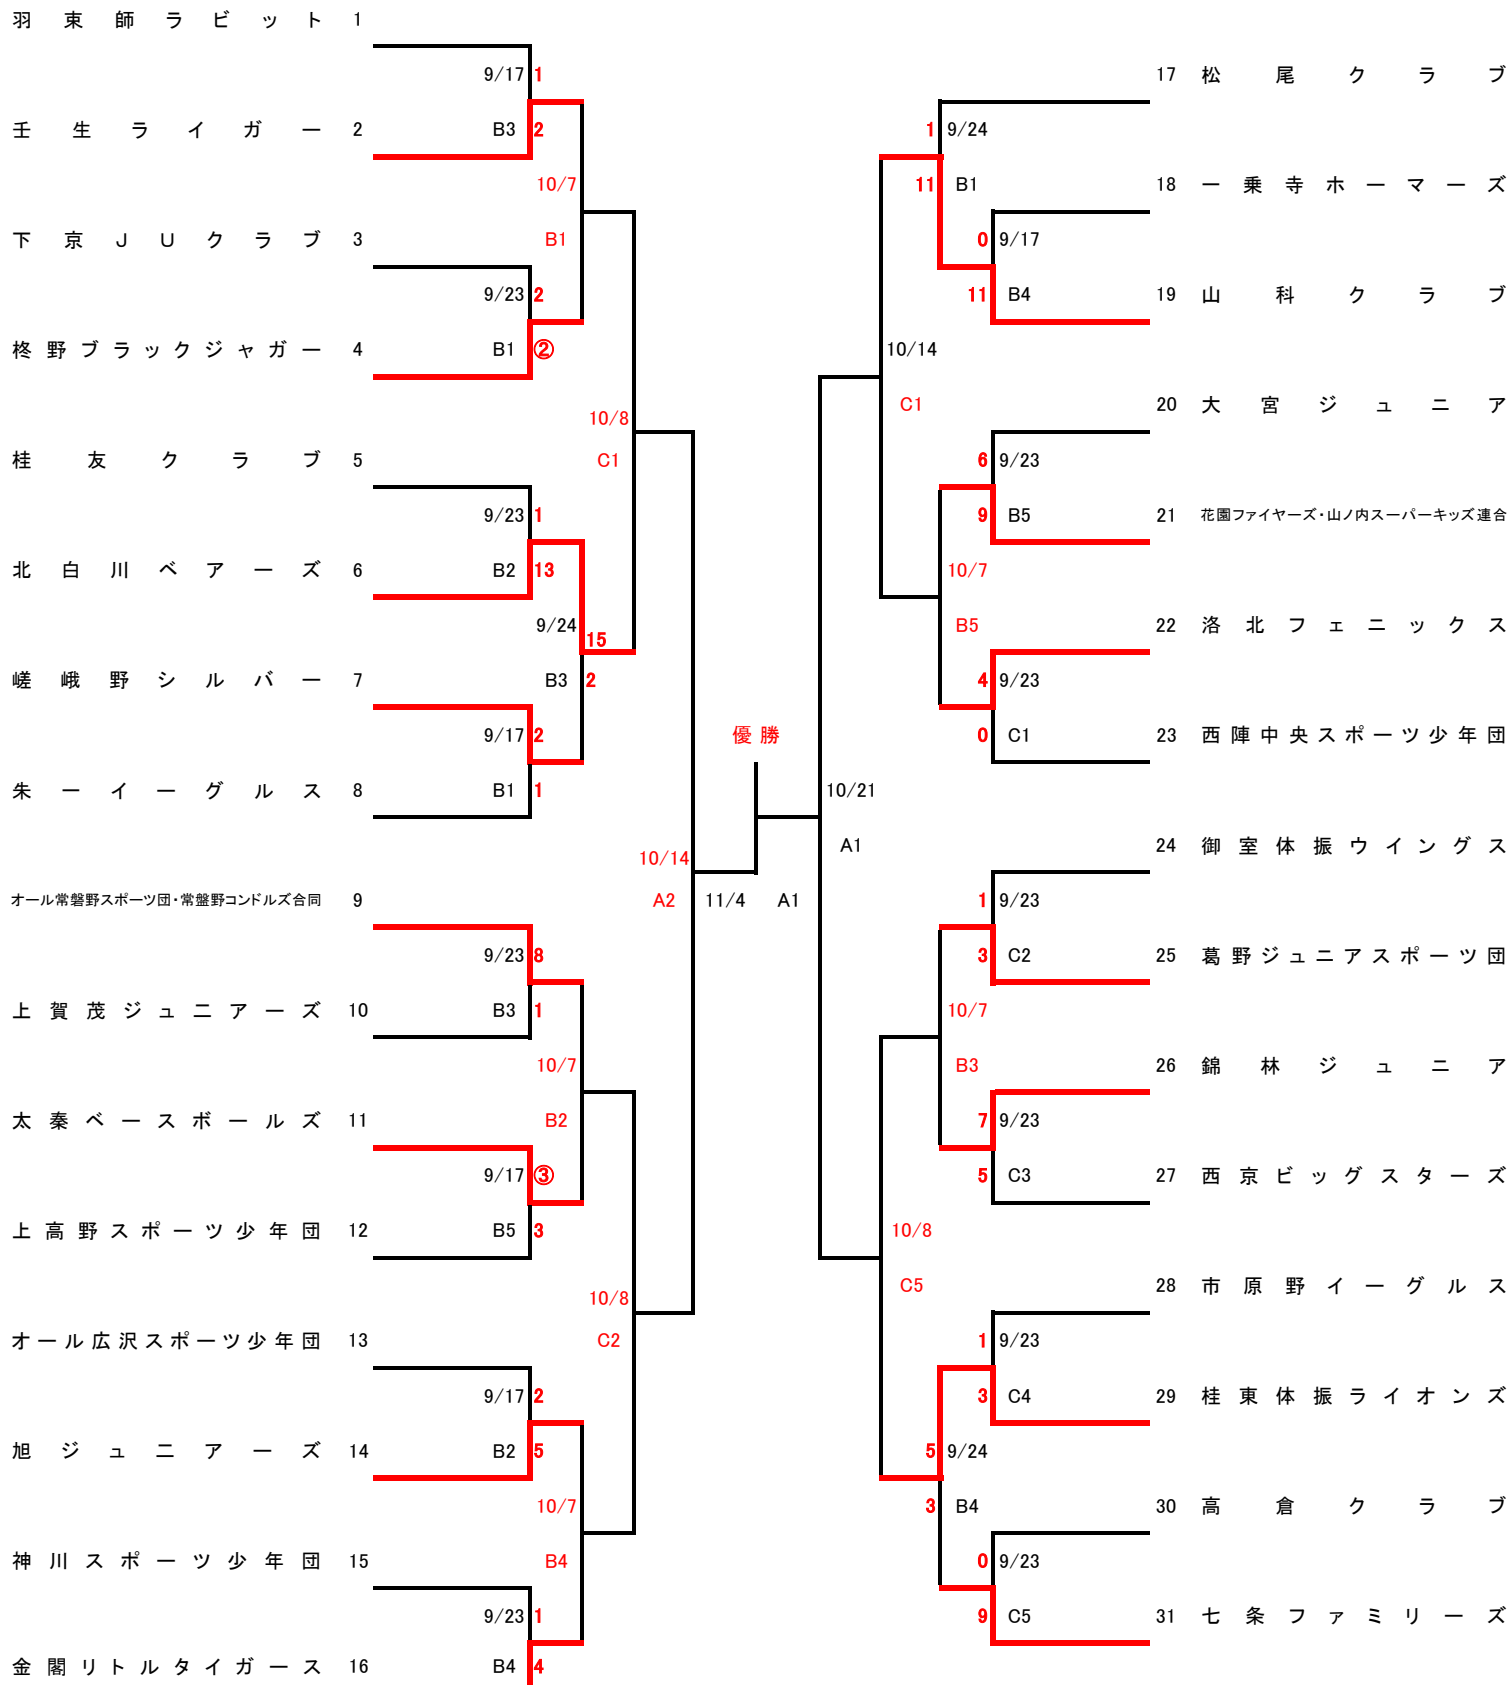 羽束師ラビット 1
9/17 1
壬生ライガー 2 B3 2
10/7
下京JUクラブ 3 B1
9/23 2
柊野ブラックジャガー 4 B1 ②
10/8
桂友クラブ 5 C1
9/23 1
北白川ベアーズ 6 B2 13
9/24 15
嵯峨野シルバー 7 B3 2
9/17 2
朱一イーグルス 8 B1 1
10/14
オール常磐野スポーツ団・常盤野コンドルズ合同 9 A2
9/23 8
上賀茂ジュニアーズ 10 B3 1
10/7
太秦ベースボールズ 11 B2
9/17 ③
上高野スポーツ少年団 12 B5 3
10/8
オール広沢スポーツ少年団 13 C2
9/17 2
旭ジュニアーズ 14 B2 5
10/7
神川スポーツ少年団 15 B4
9/23 1
金閣リトルタイガース 16 B4 4
優勝
11/4 A1
10/21
A1
17 松尾クラブ
1 9/24
11 B1 18 一乗寺ホーマーズ
0 9/17
11 B4 19 山科クラブ
10/14
C1 20 大宮ジュニア
6 9/23
9 B5 21 花園ファイヤーズ・山ノ内スーパーキッズ連合
10/7
B5 22 洛北フェニックス
4 9/23
0 C1 23 西陣中央スポーツ少年団
24 御室体振ウイングス
1 9/23
3 C2 25 葛野ジュニアスポーツ団
10/7
B3 26 錦林ジュニア
7 9/23
5 C3 27 西京ビッグスターズ
10/8
C5 28 市原野イーグルス
1 9/23
3 C4 29 桂東体振ライオンズ
5 9/24
3 B4 30 高倉クラブ
0 9/23
9 C5 31 七条ファミリーズ